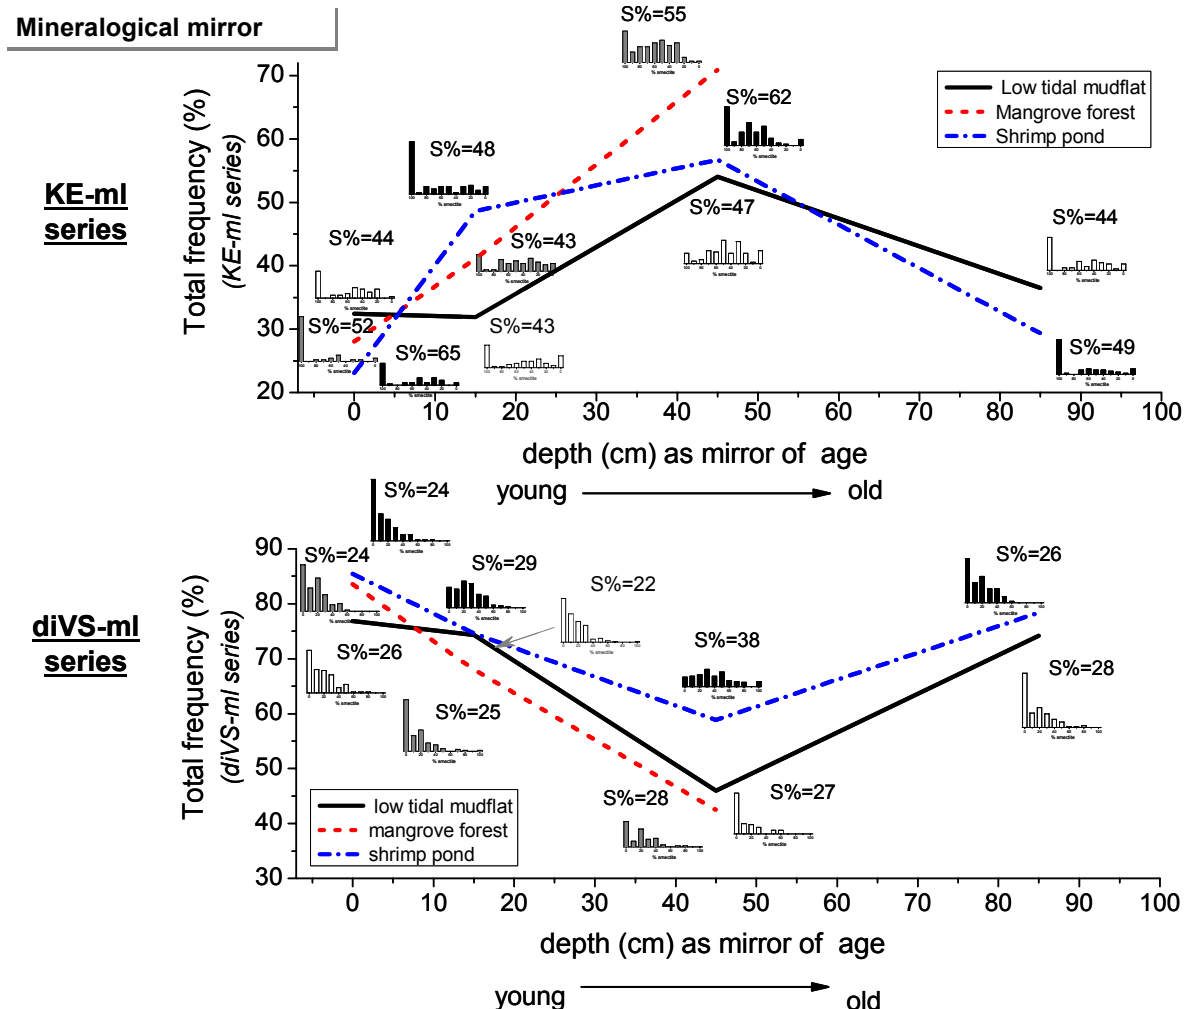 Mineralogical mirror
KE-ml
series
Total frequency (%)
(KE-ml series)
70
60
50
40
30
20
S%=55
S%=62
S%=48
S%=44
S%=43
S%=47
S%=44
S%=52
S%=65
S%=43
S%=49
Low tidal mudflat
Mangrove forest
Shrimp pond
% smectite
0 10 20 30 40 50 60 70 80 90 100
depth (cm) as mirror of age
young old
diVS-ml
series
Total frequency (%)
(diVS-ml series)
90
80
70
60
50
40
30
S%=24
S%=24
S%=29
S%=22
S%=26
S%=26
S%=38
S%=25
S%=28
S%=28
S%=27
low tidal mudflat
mangrove forest
shrimp pond
% smectite
0 10 20 30 40 50 60 70 80 90 100
depth (cm) as mirror of age
young old